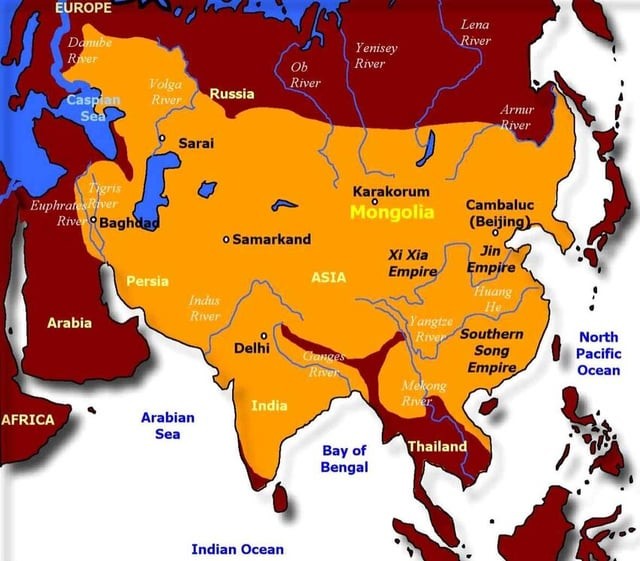 EUROPE
Danube
River
Lena
River
Yenisey
River
Ob
River
Volga
River
Russia
Caspian
Sea
Amur
River
Sarai
Karakorum
Mongolia
Cambaluc
(Beijing)
Tigris
River
Euphrates
River
Baghdad
Samarkand
Xi Xia
Empire
Jin
Empire
ASIA
Persia
Huang
He
Indus
River
Yangtze
River
Southern
Song
Empire
Arabia
Delhi
Ganges
River
North
Pacific
Ocean
Mekong
River
India
AFRICA
Arabian
Sea
Thailand
Bay of
Bengal
Indian Ocean